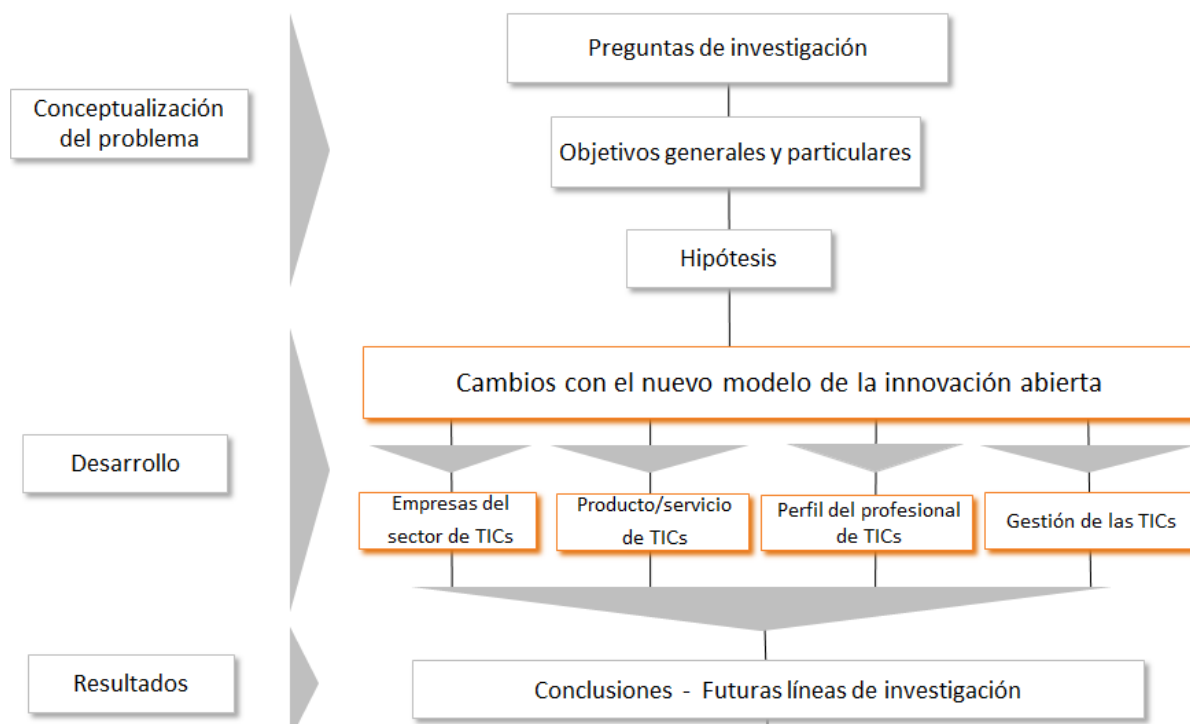 Preguntas de investigación
Conceptualización
del problema
Objetivos generales y particulares
Hipótesis
Cambios con el nuevo modelo de la innovación abierta
Desarrollo
Empresas del
sector de TICs
Producto/servicio
de TICs
Perfil del profesional
de TICs
Gestión de las TICs
Resultados
Conclusiones - Futuras líneas de investigación